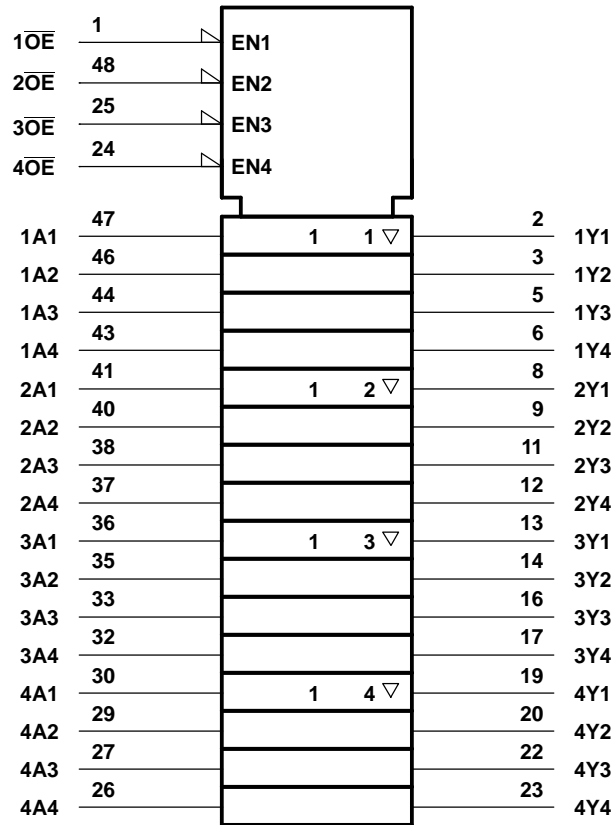 1O̅E̅ 1 EN1
2O̅E̅ 48 EN2
3O̅E̅ 25 EN3
4O̅E̅ 24 EN4
1A1 47 1 1 ▽ 2 1Y1
1A2 46 3 1Y2
1A3 44 5 1Y3
1A4 43 6 1Y4
2A1 41 1 2 ▽ 8 2Y1
2A2 40 9 2Y2
2A3 38 11 2Y3
2A4 37 12 2Y4
3A1 36 1 3 ▽ 13 3Y1
3A2 35 14 3Y2
3A3 33 16 3Y3
3A4 32 17 3Y4
4A1 30 1 4 ▽ 19 4Y1
4A2 29 20 4Y2
4A3 27 22 4Y3
4A4 26 23 4Y4